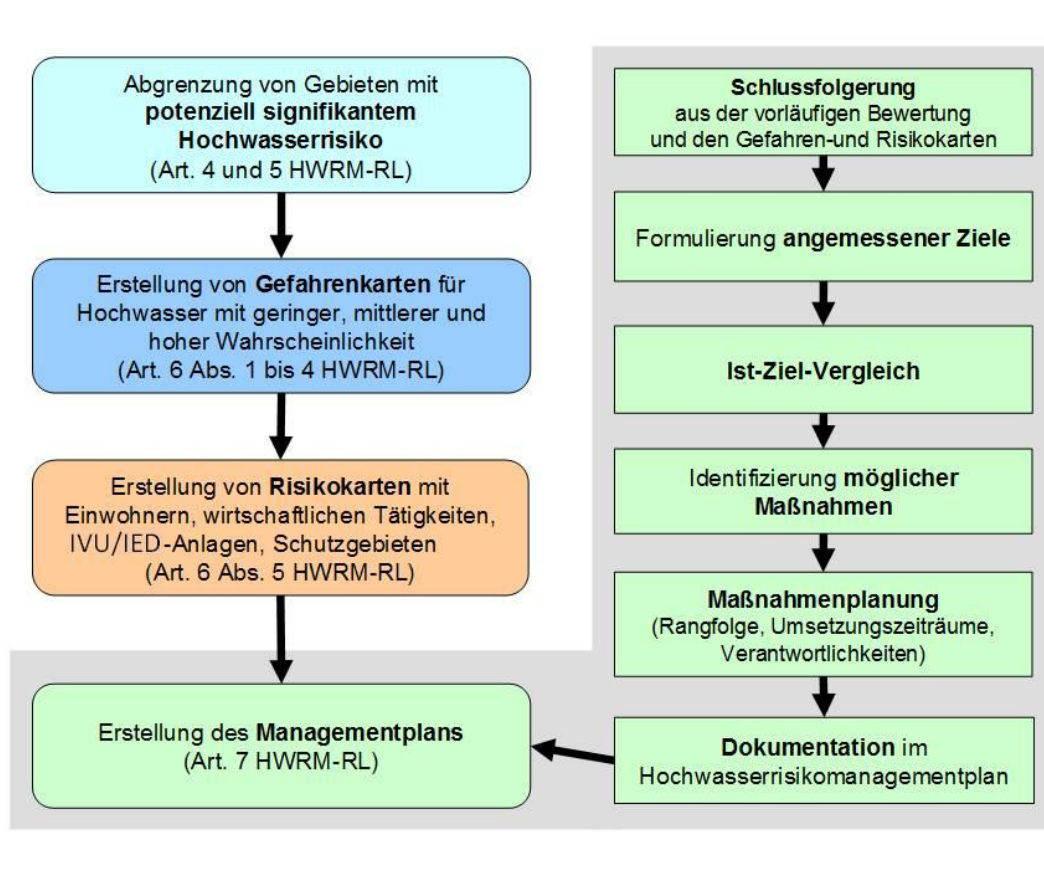 Abgrenzung von Gebieten mit
potenziell signifikantem
Hochwasserrisiko
(Art. 4 und 5 HWRM-RL)
Erstellung von Gefahrenkarten für
Hochwasser mit geringer, mittlerer und
hoher Wahrscheinlichkeit
(Art. 6 Abs. 1 bis 4 HWRM-RL)
Erstellung von Risikokarten mit
Einwohnern, wirtschaftlichen Tätigkeiten,
IVU/IED-Anlagen, Schutzgebieten
(Art. 6 Abs. 5 HWRM-RL)
Erstellung des Managementplans
(Art. 7 HWRM-RL)
Schlussfolgerung
aus der vorläufigen Bewertung
und den Gefahren-und Risikokarten
Formulierung angemessener Ziele
Ist-Ziel-Vergleich
Identifizierung möglicher
Maßnahmen
Maßnahmenplanung
(Rangfolge, Umsetzungszeiträume,
Verantwortlichkeiten)
Dokumentation im
Hochwasserrisikomanagementplan